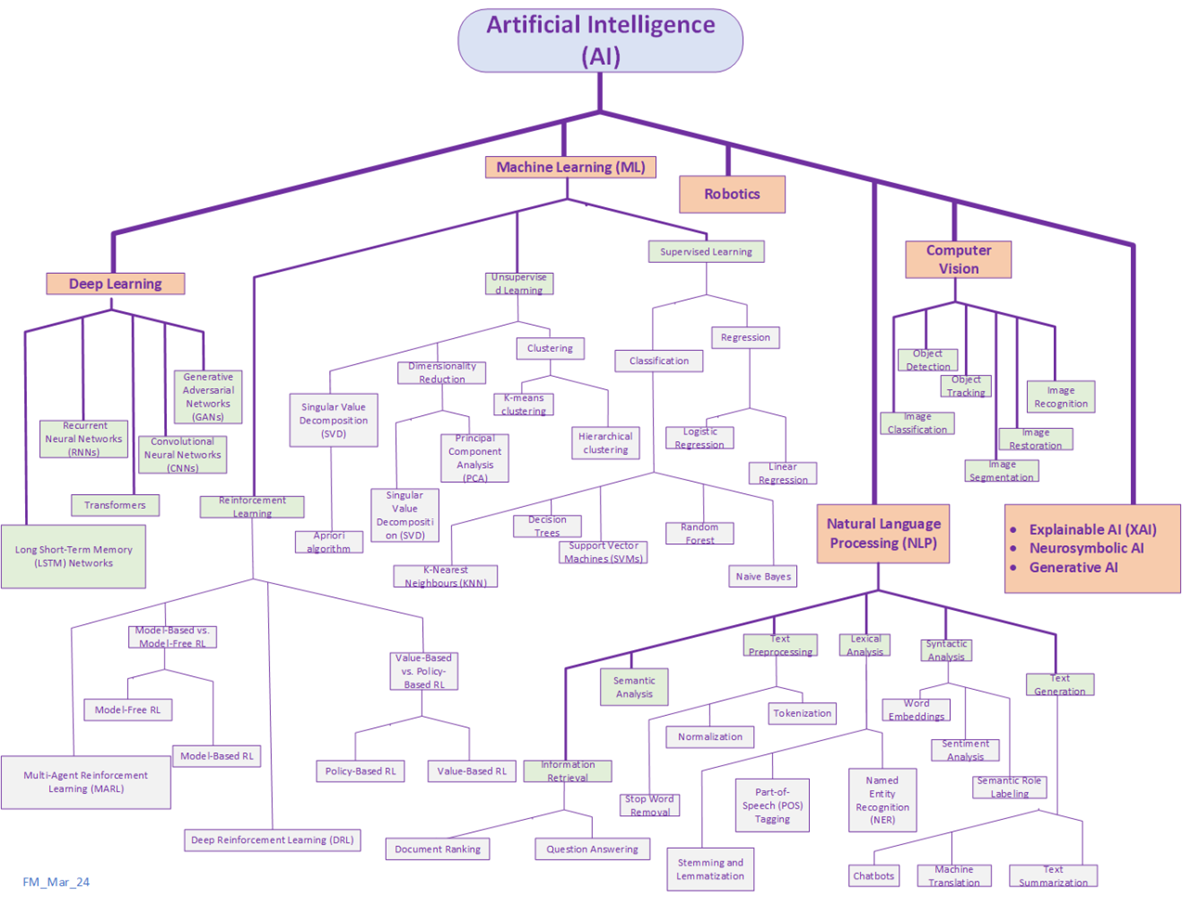 Artificial Intelligence
(AI)
Machine Learning (ML)
Robotics
Computer
Vision
Supervised Learning
Deep Learning
Unsupervise
d Learning
Regression
Clustering
Classification
Object
Detection
Dimensionality
Reduction
Object
Tracking
Image
Recognition
Generative
Adversarial
Networks
(GANs)
K-means
clustering
Singular Value
Decomposition
(SVD)
Image
Classification
Recurrent
Neural Networks
(RNNs)
Convolutional
Neural Networks
(CNNs)
Principal
Component
Analysis
(PCA)
Hierarchical
clustering
Logistic
Regression
Image
Restoration
Linear
Regression
Image
Segmentation
Transformers
Reinforcement
Learning
Singular
Value
Decompositi
on (SVD)
Long Short-Term Memory
(LSTM) Networks
Apriori
algorithm
Decision
Trees
Random
Forest
Support Vector
Machines (SVMs)
K-Nearest
Neighbours (KNN)
Naive Bayes
Natural Language
Processing (NLP)
• Explainable AI (XAI)
• Neurosymbolic AI
• Generative AI
Model-Based vs.
Model-Free RL
Value-Based
vs. Policy-
Based RL
Text
Preprocessing
Lexical
Analysis
Syntactic
Analysis
Semantic
Analysis
Text
Generation
Model-Free RL
Tokenization
Word
Embeddings
Normalization
Sentiment
Analysis
Model-Based RL
Multi-Agent Reinforcement
Learning (MARL)
Policy-Based RL
Value-Based RL
Information
Retrieval
Stop Word
Removal
Part-of-
Speech (POS)
Tagging
Named
Entity
Recognition
(NER)
Semantic Role
Labeling
Deep Reinforcement Learning (DRL)
Document Ranking
Question Answering
Stemming and
Lemmatization
Chatbots
Machine
Translation
Text
Summarization
FM_Mar_24